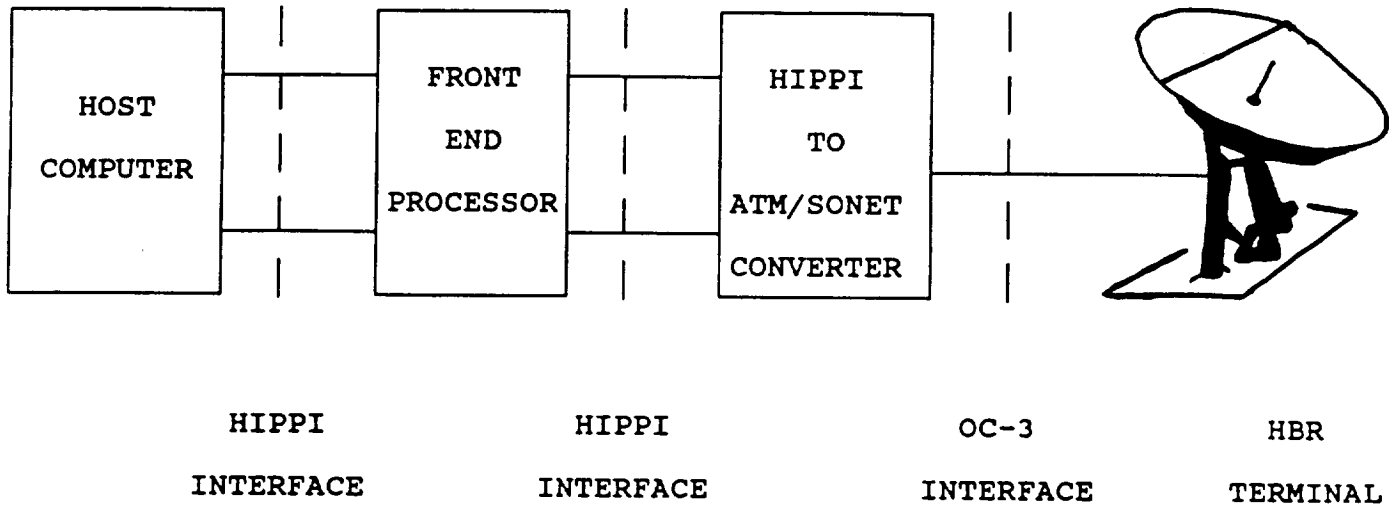 HOST
COMPUTER
FRONT
END
PROCESSOR
HIPPI
TO
ATM/SONET
CONVERTER
HIPPI
INTERFACE
HIPPI
INTERFACE
OC-3
INTERFACE
HBR
TERMINAL